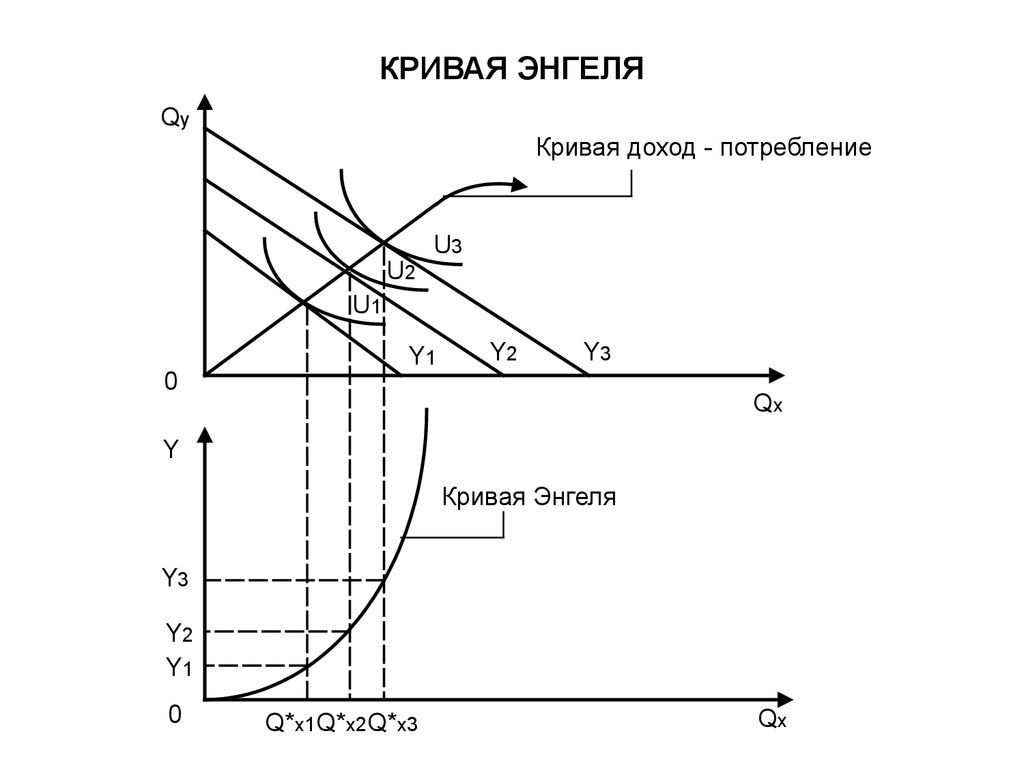 КРИВАЯ ЭНГЕЛЯ
Qy
Кривая доход - потребление
U3
U2
U1
Y1
Y2
Y3
0
Qx
Y
Кривая Энгеля
Y3
Y2
Y1
0
Q*x1Q*x2Q*x3
Qx